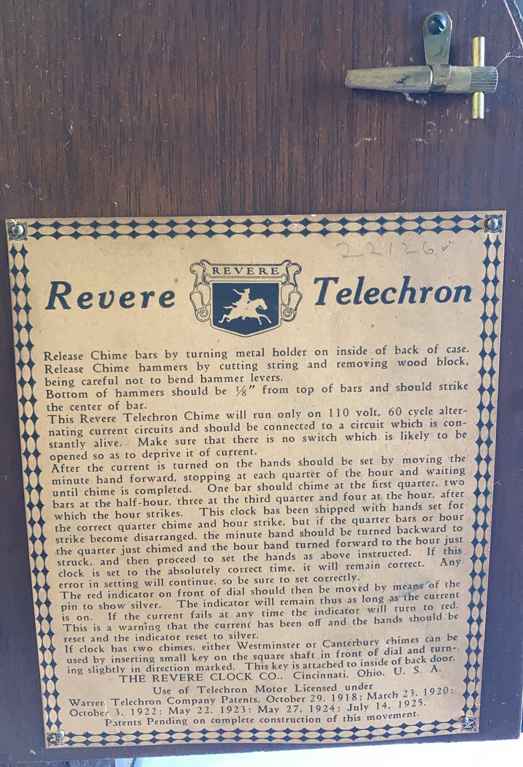 22126
REVERE
Revere Telechron
Release Chime bars by turning metal holder on inside of back of case.
Release Chime hammers by cutting string and removing wood block,
being careful not to bend hammer levers.
Bottom of hammers should be ⅛" from top of bars and should strike
the center of bar.
This Revere Telechron Chime will run only on 110 volt, 60 cycle alter-
nating current circuits and should be connected to a circuit which is con-
stantly alive. Make sure that there is no switch which is likely to be
opened so as to deprive it of current.
After the current is turned on the hands should be set by moving the
minute hand forward, stopping at each quarter of the hour and waiting
until chime is completed. One bar should chime at the first quarter, two
bars at the half-hour, three at the third quarter and four at the hour, after
which the hour strikes. This clock has been shipped with hands set for
the correct quarter chime and hour strike, but if the quarter bars or hour
strike become disarranged, the minute hand should be turned backward to
the quarter just chimed and the hour hand turned forward to the hour just
struck, and then proceed to set the hands as above instructed. If this
clock is set to the absolutely correct time, it will remain correct. Any
error in setting will continue, so be sure to set correctly.
The red indicator on front of dial should then be moved by means of the
pin to show silver. The indicator will remain thus as long as the current
is on. If the current fails at any time the indicator will turn to red.
This is a warning that the current has been off and the hands should be
reset and the indicator reset to silver.
If clock has two chimes, either Westminster or Canterbury chimes can be
used by inserting small key on the square shaft in front of dial and turn-
ing slightly in direction marked. This key is attached to inside of back door.
THE REVERE CLOCK CO., Cincinnati, Ohio, U. S. A.
Use of Telechron Motor Licensed under
Warren Telechron Company Patents, October 29, 1918; March 23, 1920;
October 3, 1922; May 22, 1923; May 27, 1924; July 14, 1925.
Patents Pending on complete construction of this movement.